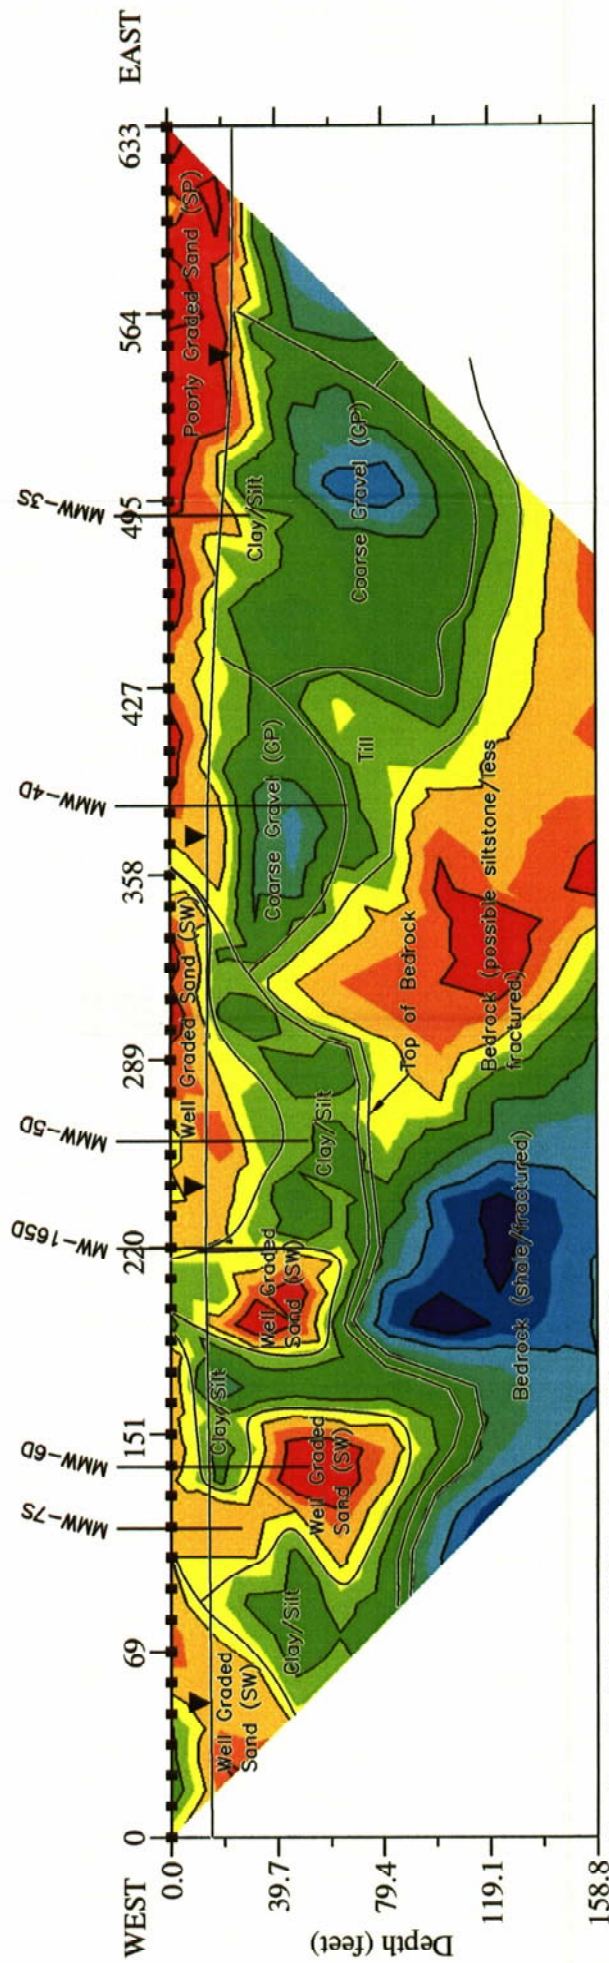 WEST
EAST
0
69
151
220
289
358
427
495
564
633
MMW-7S
MMW-6D
MW-165D
MMW-5D
MMW-4D
MMW-3S
Depth (feet)
0.0
39.7
79.4
119.1
158.8
Well Graded
Sand (SW)
Clay/Silt
Well Graded
Sand (SW)
Clay/Silt
Well Graded
Sand (SW)
Well Graded Sand (SW)
Clay/Silt
Top of Bedrock
Bedrock (shale/fractured)
Bedrock (possible siltstone/less
fractured)
Coarse Gravel (GP)
Till
Clay/Silt
Coarse Gravel (GP)
Poorly Graded Sand (SP)